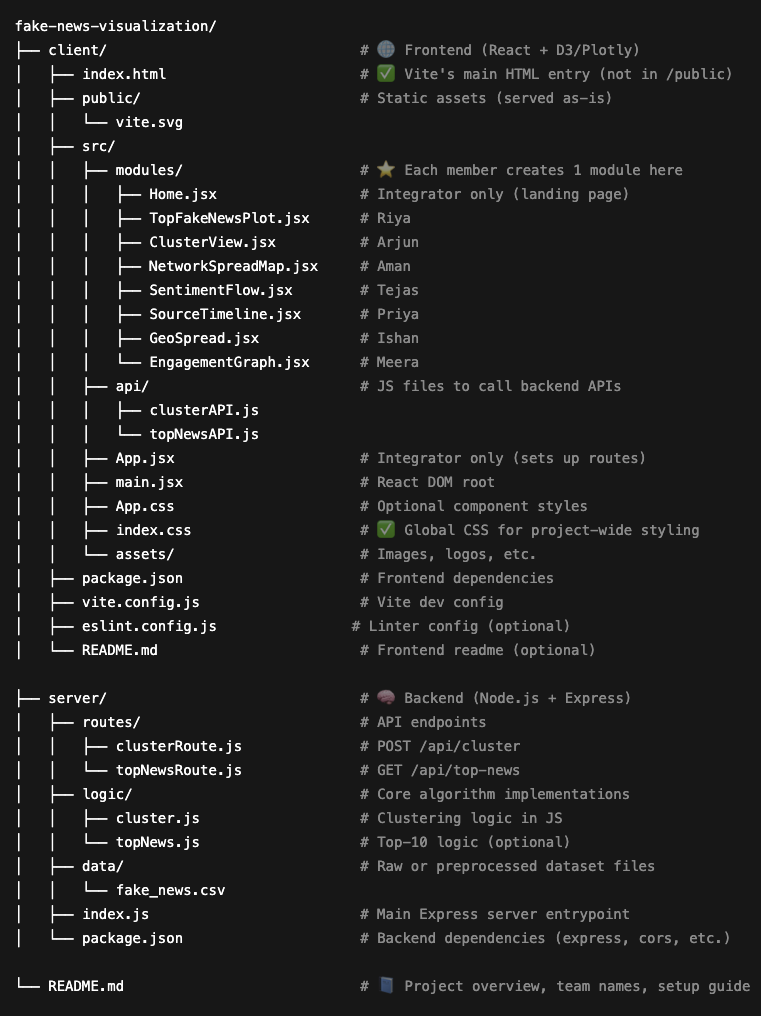 fake-news-visualization/
├── client/                              # 🌐 Frontend (React + D3/Plotly)
│   ├── index.html                       # ✅ Vite's main HTML entry (not in /public)
│   ├── public/                          # Static assets (served as-is)
│   │   └── vite.svg
│   ├── src/
│   │   ├── modules/                     # ⭐ Each member creates 1 module here
│   │   │   ├── Home.jsx                 # Integrator only (landing page)
│   │   │   ├── TopFakeNewsPlot.jsx      # Riya
│   │   │   ├── ClusterView.jsx          # Arjun
│   │   │   ├── NetworkSpreadMap.jsx     # Aman
│   │   │   ├── SentimentFlow.jsx        # Tejas
│   │   │   ├── SourceTimeline.jsx       # Priya
│   │   │   ├── GeoSpread.jsx            # Ishan
│   │   │   └── EngagementGraph.jsx      # Meera
│   │   ├── api/                         # JS files to call backend APIs
│   │   │   ├── clusterAPI.js
│   │   │   └── topNewsAPI.js
│   │   ├── App.jsx                      # Integrator only (sets up routes)
│   │   ├── main.jsx                     # React DOM root
│   │   ├── App.css                      # Optional component styles
│   │   ├── index.css                    # ✅ Global CSS for project-wide styling
│   │   └── assets/                      # Images, logos, etc.
│   ├── package.json                     # Frontend dependencies
│   ├── vite.config.js                   # Vite dev config
│   ├── eslint.config.js                # Linter config (optional)
│   └── README.md                        # Frontend readme (optional)
├── server/                              # 🧠 Backend (Node.js + Express)
│   ├── routes/                          # API endpoints
│   │   ├── clusterRoute.js              # POST /api/cluster
│   │   └── topNewsRoute.js              # GET /api/top-news
│   ├── logic/                           # Core algorithm implementations
│   │   ├── cluster.js                   # Clustering logic in JS
│   │   └── topNews.js                   # Top-10 logic (optional)
│   ├── data/                            # Raw or preprocessed dataset files
│   │   └── fake_news.csv
│   ├── index.js                         # Main Express server entrypoint
│   └── package.json                     # Backend dependencies (express, cors, etc.)
└── README.md                            # 📘 Project overview, team names, setup guide